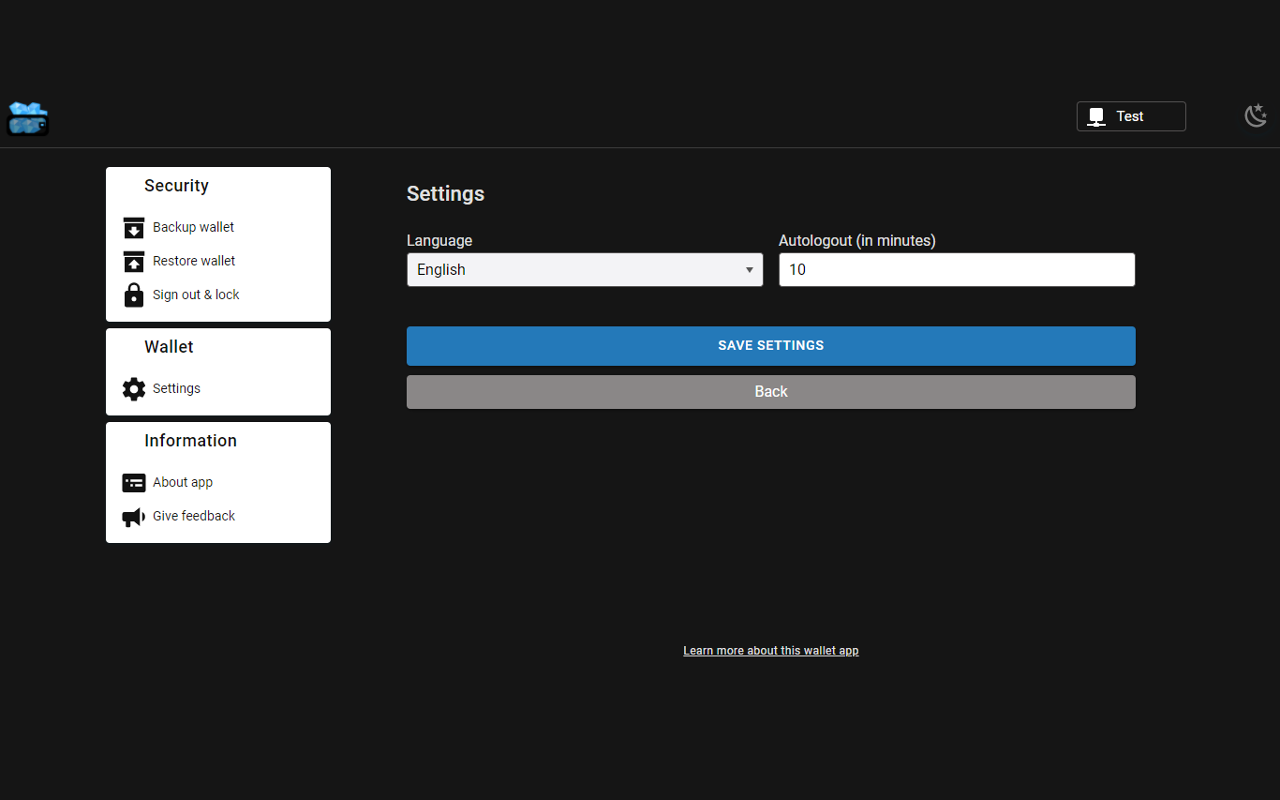 Test
Security
Backup wallet
Restore wallet
Sign out & lock
Wallet
Settings
Information
About app
Give feedback
Settings
Language
English
Autologout (in minutes)
10
SAVE SETTINGS
Back
Learn more about this wallet app